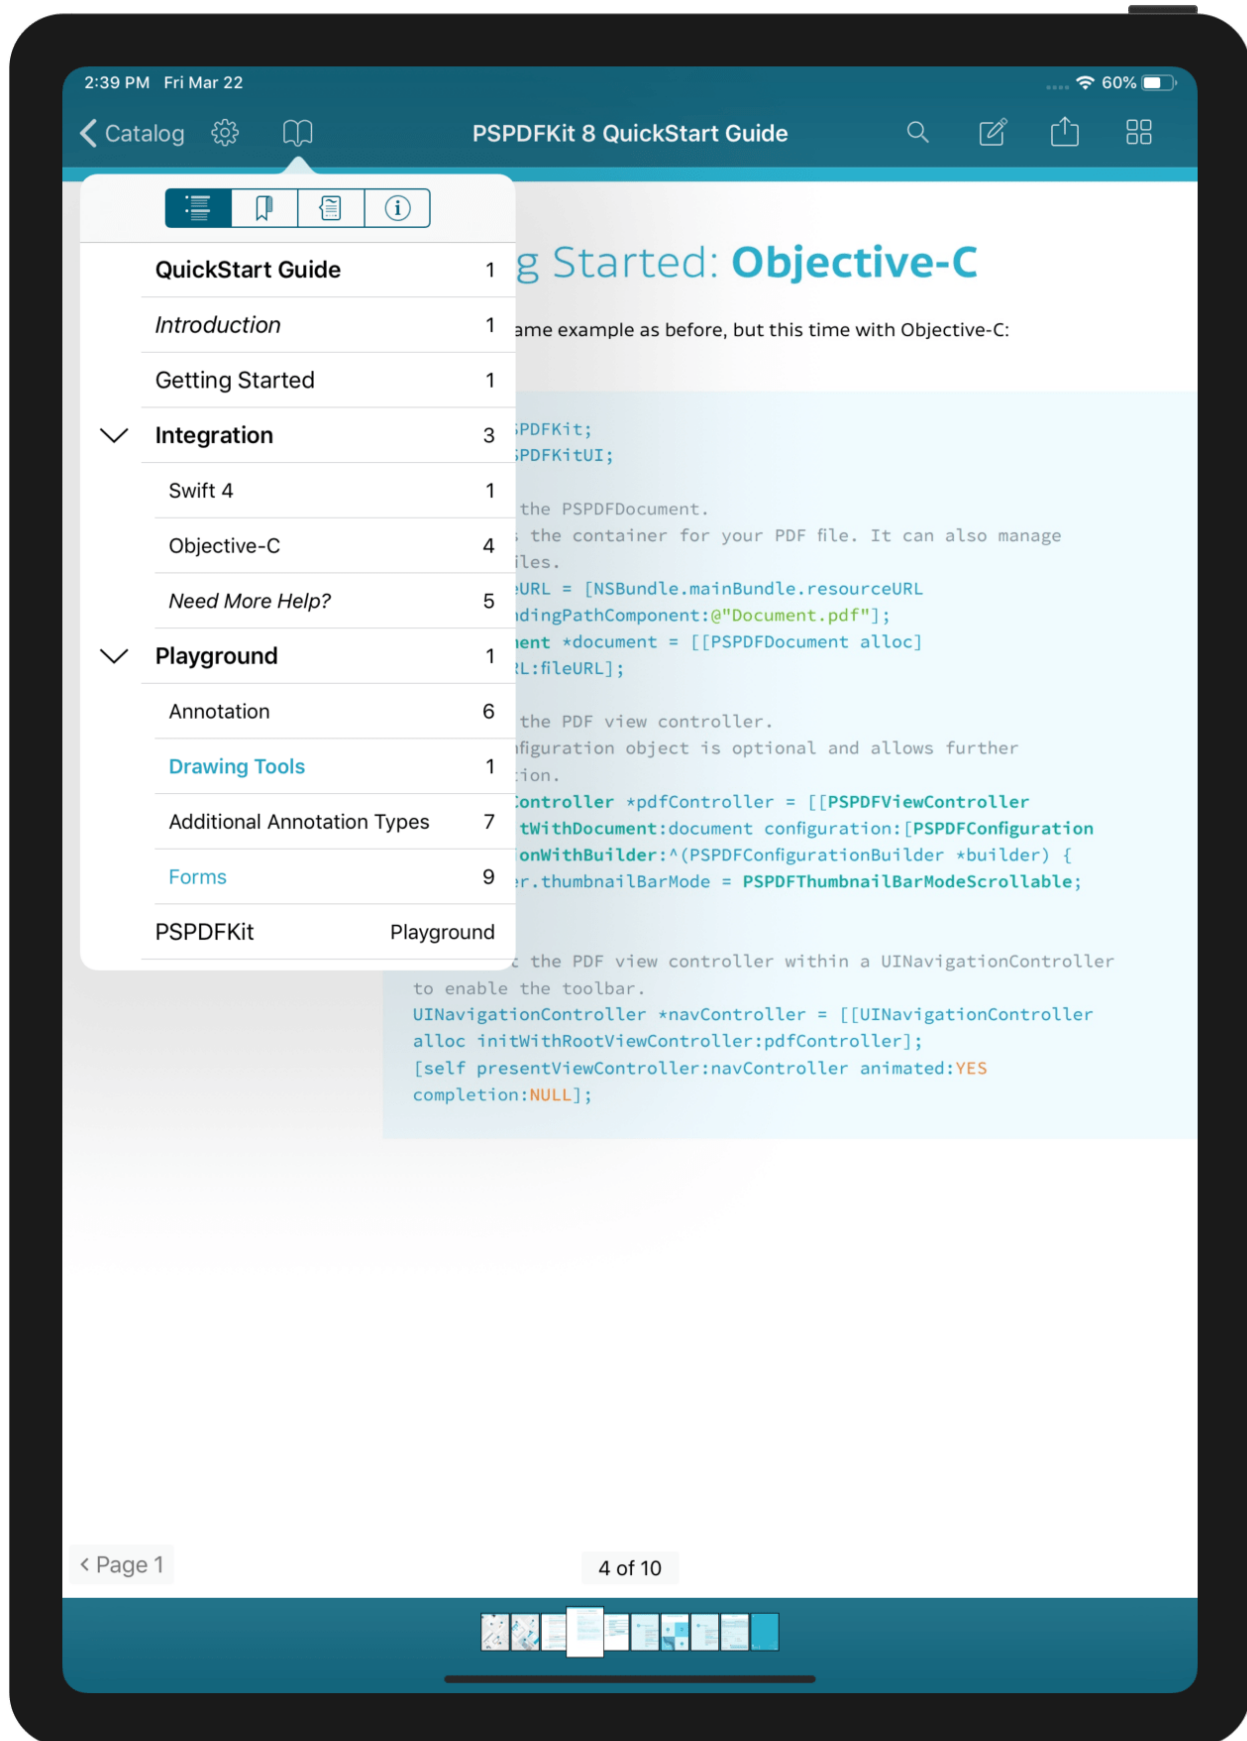 2:39 PM Fri Mar 22
60%
Catalog
PSPDFKit 8 QuickStart Guide
QuickStart Guide 1
Introduction 1
Getting Started 1
Integration 3
Swift 4 1
Objective-C 4
Need More Help? 5
Playground 1
Annotation 6
Drawing Tools 1
Additional Annotation Types 7
Forms 9
PSPDFKit Playground
g Started: Objective-C
ame example as before, but this time with Objective-C:
PDFKit;
SPDFKitUI;
the PSPDFDocument.
the container for your PDF file. It can also manage
iles.
URL = [NSBundle.mainBundle.resourceURL
ndingPathComponent:@"Document.pdf"];
ent *document = [[PSPDFDocument alloc]
RL:fileURL];
the PDF view controller.
figuration object is optional and allows further
tion.
Controller *pdfController = [[PSPDFViewController
tWithDocument:document configuration:[PSPDFConfiguration
onWithBuilder:^(PSPDFConfigurationBuilder *builder) {
er.thumbnailBarMode = PSPDFThumbnailBarModeScrollable;
t the PDF view controller within a UINavigationController
to enable the toolbar.
UINavigationController *navController = [[UINavigationController
alloc initWithRootViewController:pdfController];
[self presentViewController:navController animated:YES
completion:NULL];
< Page 1
4 of 10